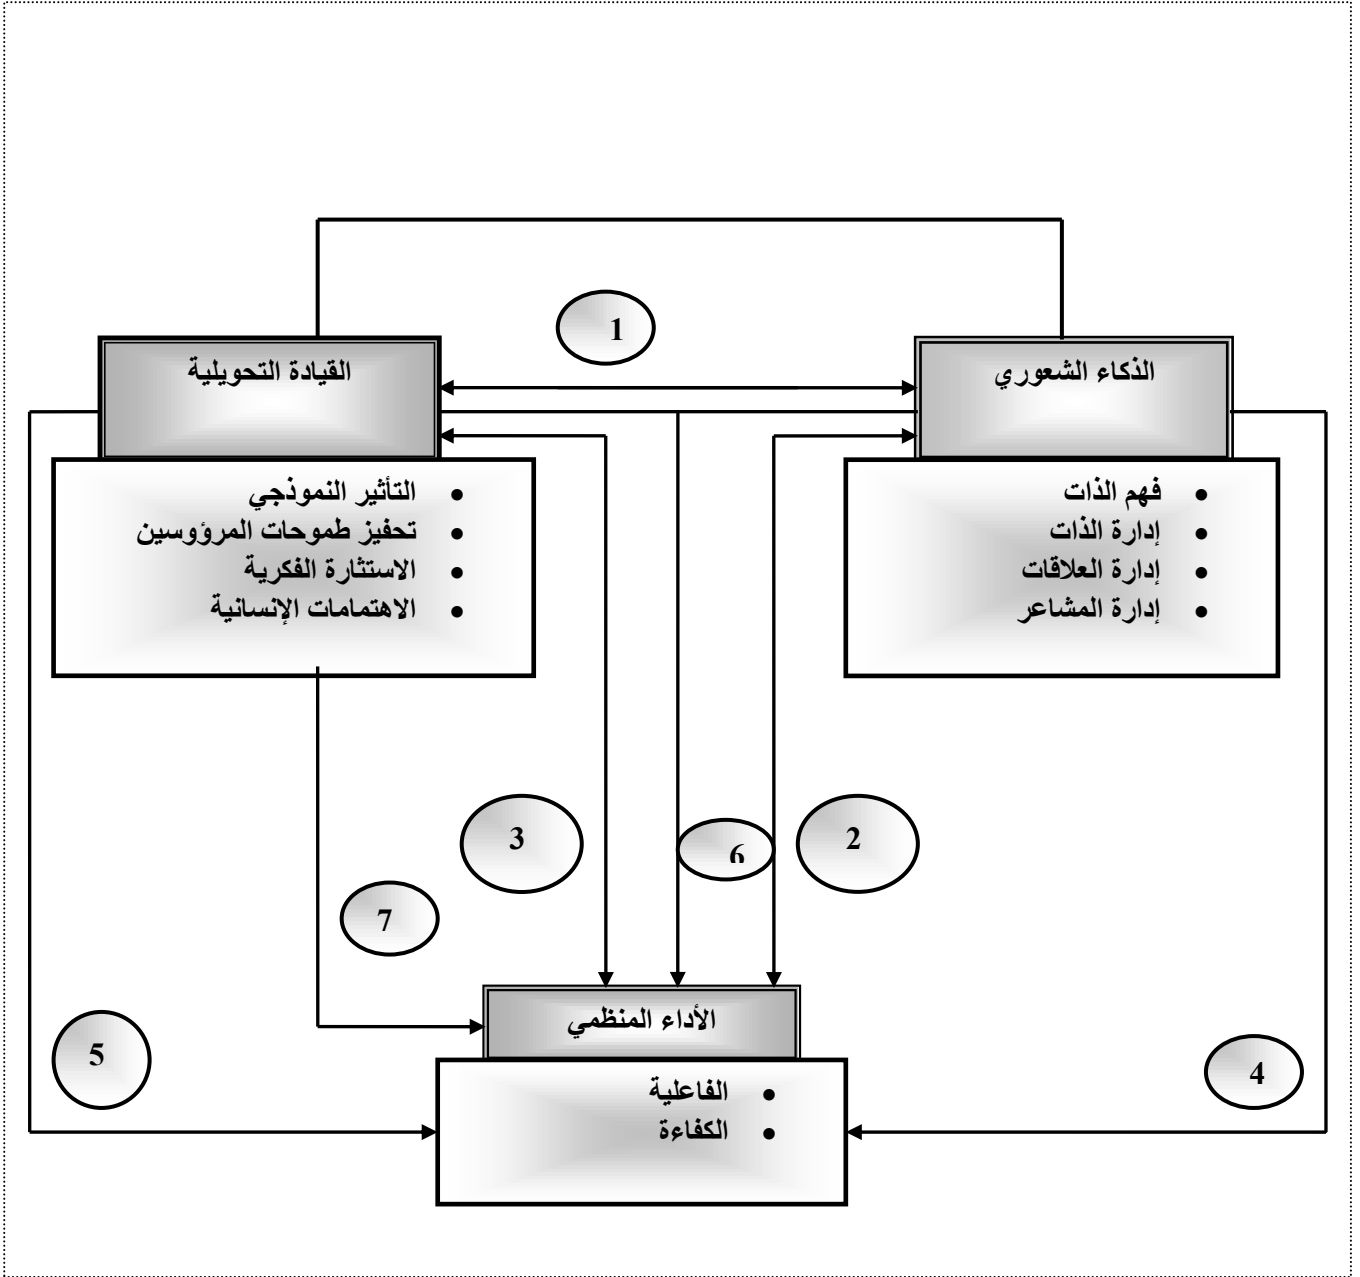 1
الذكاء الشعوري
القيادة التحويلية
• فهم الذات
• إدارة الذات
• إدارة العلاقات
• إدارة المشاعر
• التأثير النموذجي
• تحفيز طموحات المرؤوسين
• الاستثارة الفكرية
• الاهتمامات الإنسانية
2
6
3
7
الأداء المنظمي
4
5
• الفاعلية
• الكفاءة